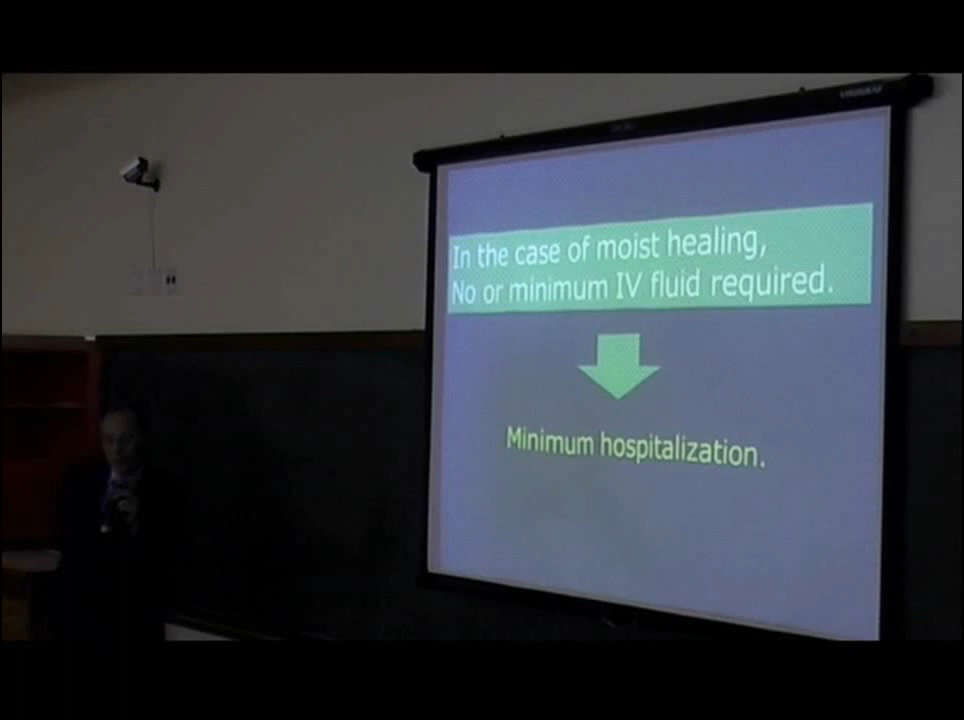 In the case of moist healing,
No or minimum IV fluid required.
Minimum hospitalization.